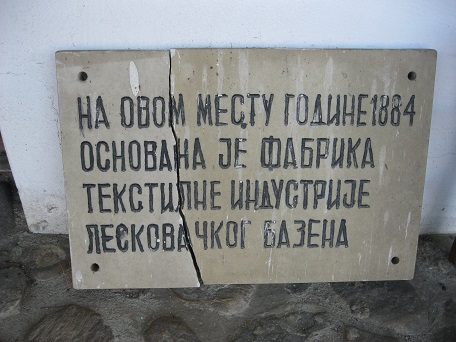 НА ОВОМ МЕСТУ ГОДИНЕ 1884
ОСНОВАНА ЈЕ ФАБРИКА
ТЕКСТИЛНЕ ИНДУСТРИЈЕ
ЛЕСКОВАЧКОГ БАЗЕНА